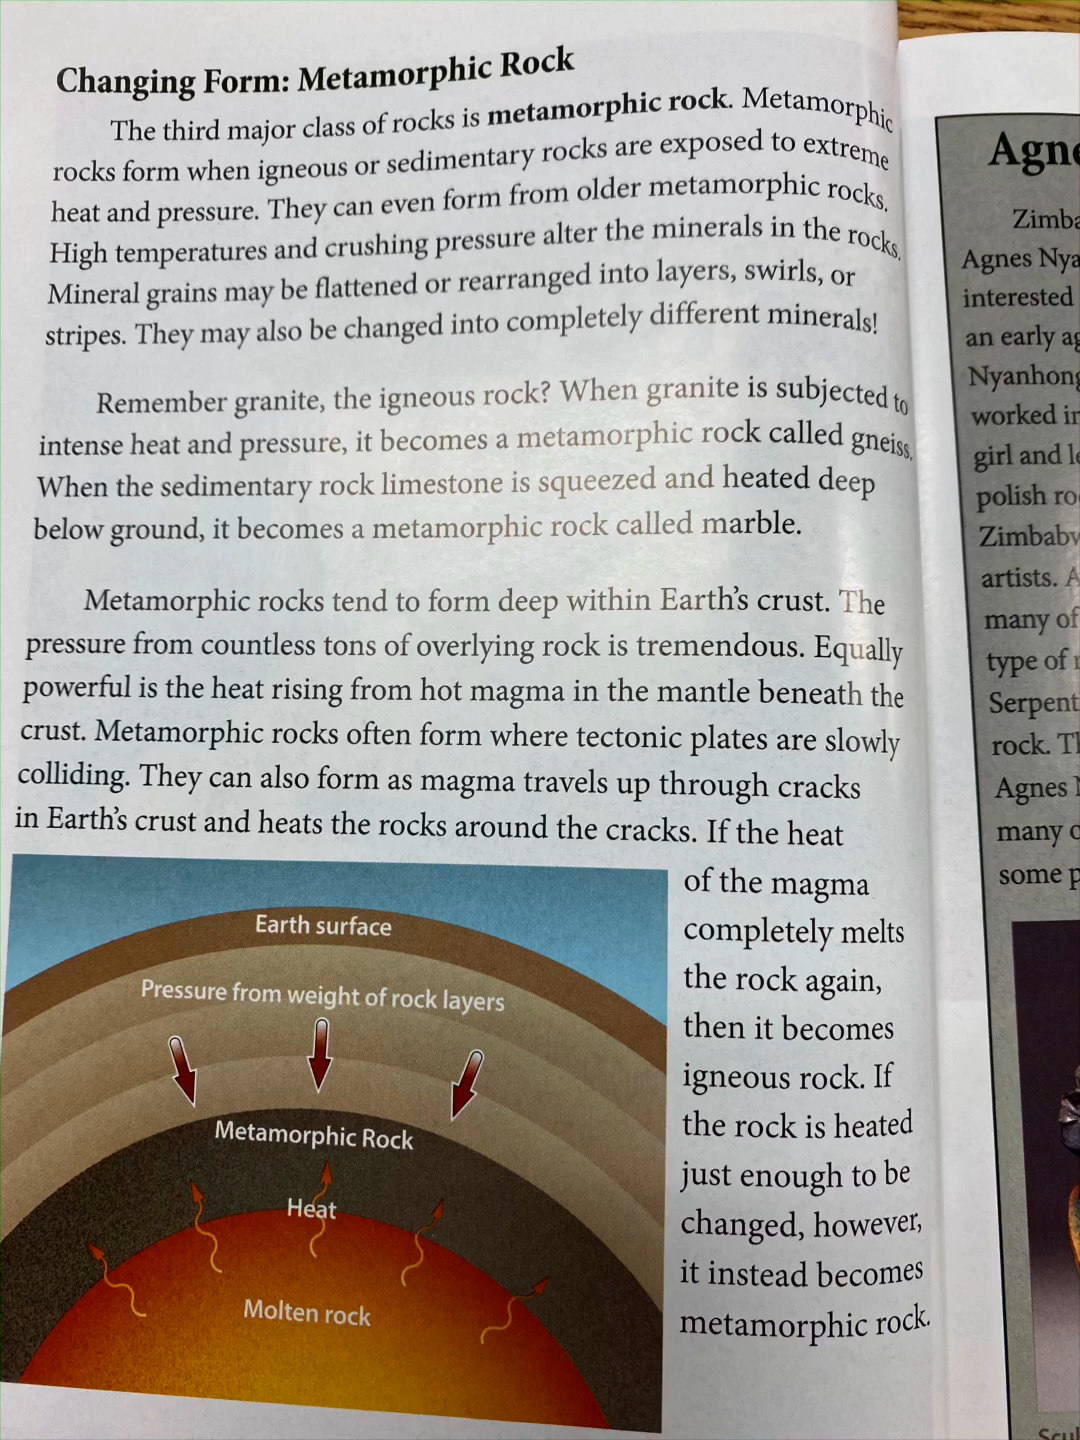 Changing Form: Metamorphic Rock
The third major class of rocks is metamorphic rock. Metamorphic
rocks form when igneous or sedimentary rocks are exposed to extreme
heat and pressure. They can even form from older metamorphic rocks.
High temperatures and crushing pressure alter the minerals in the rocks.
Mineral grains may be flattened or rearranged into layers, swirls, or
stripes. They may also be changed into completely different minerals!
Remember granite, the igneous rock? When granite is subjected to
intense heat and pressure, it becomes a metamorphic rock called gneiss.
When the sedimentary rock limestone is squeezed and heated deep
below ground, it becomes a metamorphic rock called marble.
Metamorphic rocks tend to form deep within Earth's crust. The
pressure from countless tons of overlying rock is tremendous. Equally
powerful is the heat rising from hot magma in the mantle beneath the
crust. Metamorphic rocks often form where tectonic plates are slowly
colliding. They can also form as magma travels up through cracks
in Earth's crust and heats the rocks around the cracks. If the heat
of the magma
completely melts
the rock again,
then it becomes
igneous rock. If
the rock is heated
just enough to be
changed, however,
it instead becomes
metamorphic rock.
Earth surface
Pressure from weight of rock layers
Metamorphic Rock
Heat
Molten rock
Agne
Zimba
Agnes Nya
interested
an early ag
Nyanhong
worked in
girl and le
polish ro
Zimbabw
artists. A
many of
type of
Serpent
rock. Th
Agnes
many o
some p
Scul